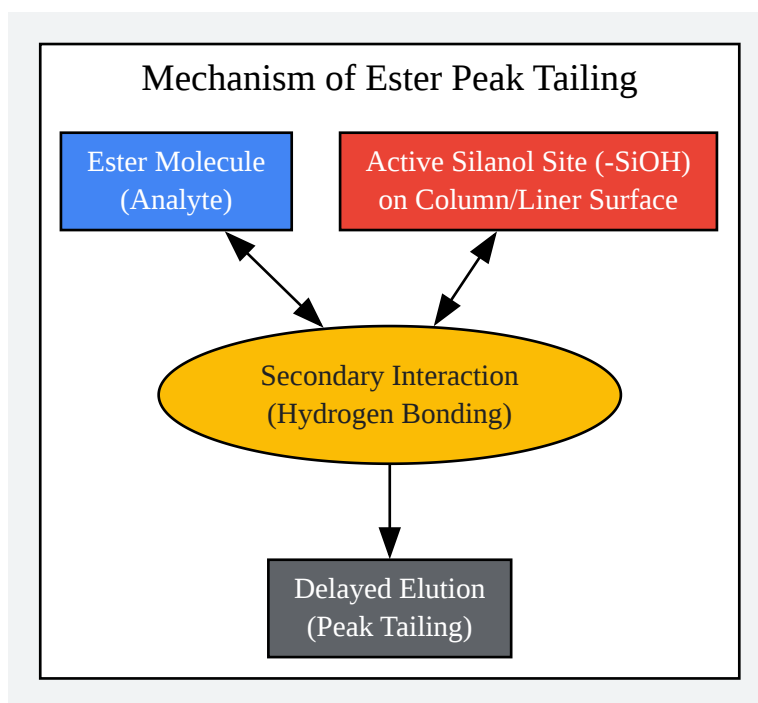 Mechanism of Ester Peak Tailing
Ester Molecule
(Analyte)
Active Silanol Site (-SiOH)
on Column/Liner Surface
Secondary Interaction
(Hydrogen Bonding)
Delayed Elution
(Peak Tailing)